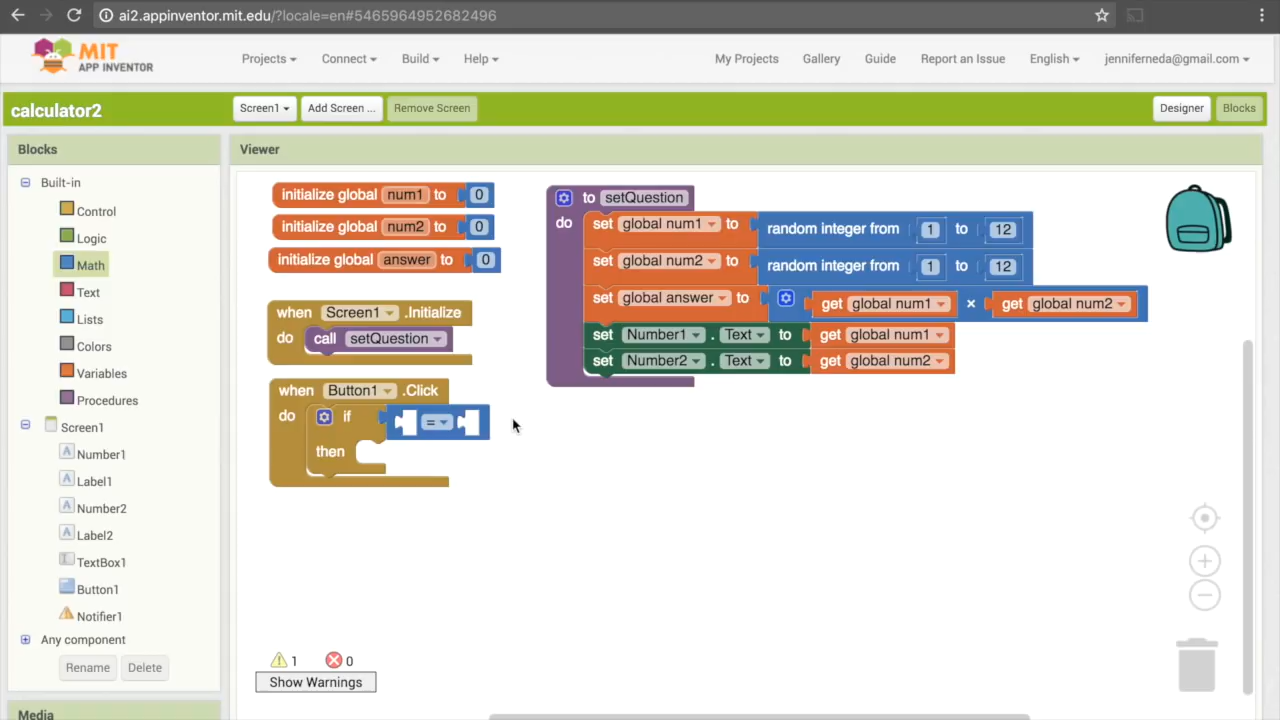 ai2.appinventor.mit.edu/?locale=en#5465964952682496
MIT
APP INVENTOR
Projects
Connect
Build
Help
My Projects
Gallery
Guide
Report an Issue
English
jenniferneda@gmail.com
calculator2
Screen1
Add Screen ...
Remove Screen
Designer
Blocks
Blocks
Viewer
Built-in
Control
Logic
Math
Text
Lists
Colors
Variables
Procedures
Screen1
Number1
Label1
Number2
Label2
TextBox1
Button1
Notifier1
Any component
Rename
Delete
Media
initialize global num1 to 0
initialize global num2 to 0
initialize global answer to 0
when Screen1 .Initialize
do call setQuestion
when Button1 .Click
do if =
then
to setQuestion
do set global num1 to random integer from 1 to 12
set global num2 to random integer from 1 to 12
set global answer to get global num1 × get global num2
set Number1 . Text to get global num1
set Number2 . Text to get global num2
1 0
Show Warnings